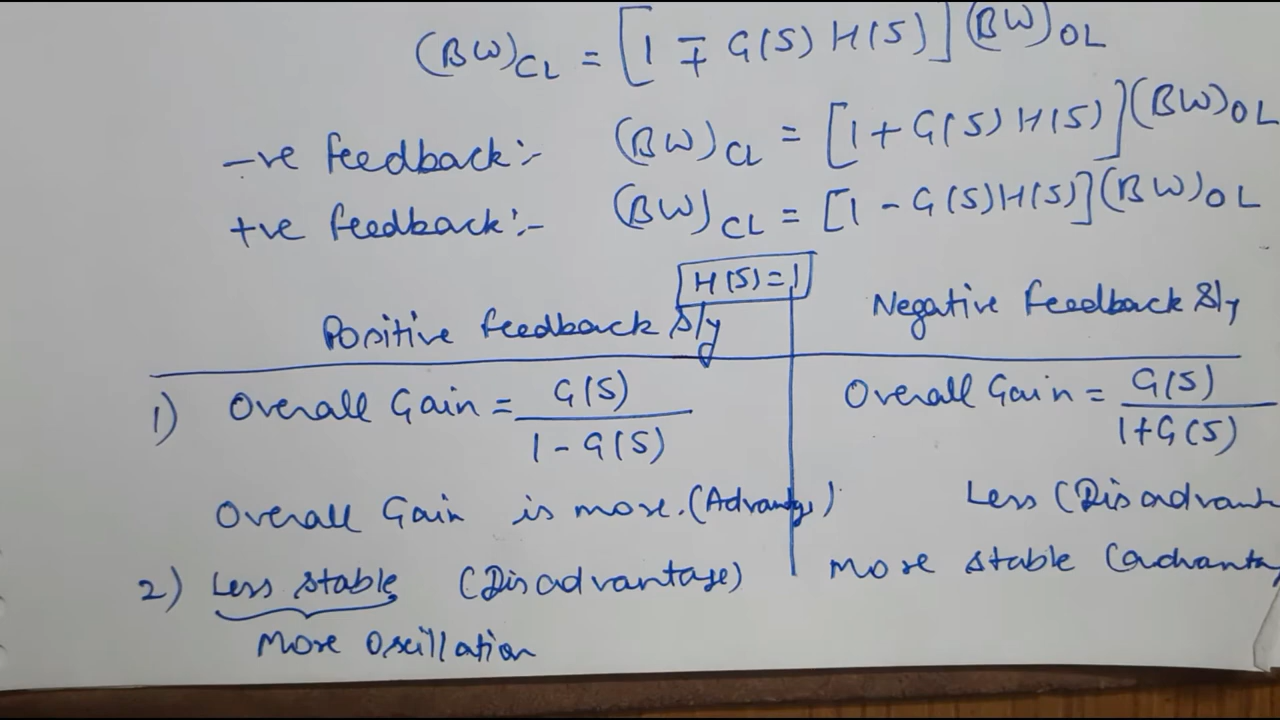 (BW)CL = [1 ∓ G(S) H(S)] (BW)OL
-ve feedback:- (BW)CL = [1 + G(S) H(S)] (BW)OL
+ve feedback:- (BW)CL = [1 - G(S) H(S)] (BW)OL
H(S) = 1
Positive feedback S/y Negative feedback S/y
1) Overall Gain = G(S) / 1 - G(S) Overall Gain = G(S) / 1 + G(S)
Overall Gain is more. (Advantage) Less (Disadvant
2) Less stable (Disadvantage) More stable (advanta
More Oscillation